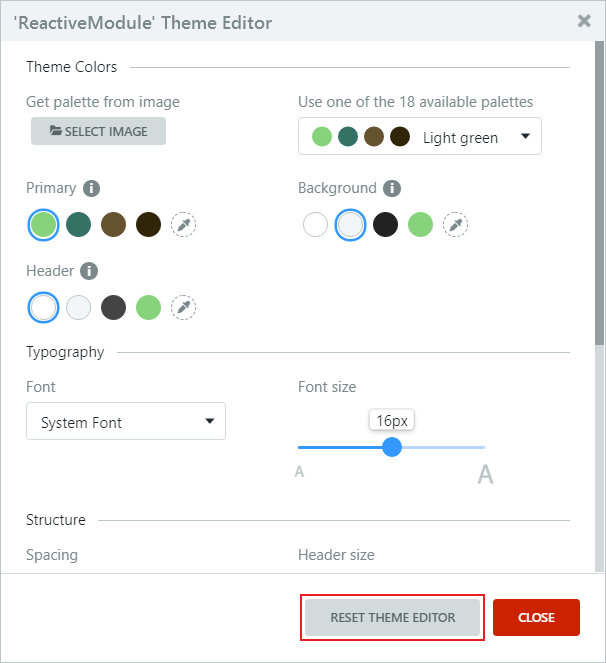 'ReactiveModule' Theme Editor
Theme Colors
Get palette from image
SELECT IMAGE
Use one of the 18 available palettes
Light green
Primary
Background
Header
Typography
Font
System Font
Font size
16px
A
A
Structure
Spacing
Header size
RESET THEME EDITOR
CLOSE